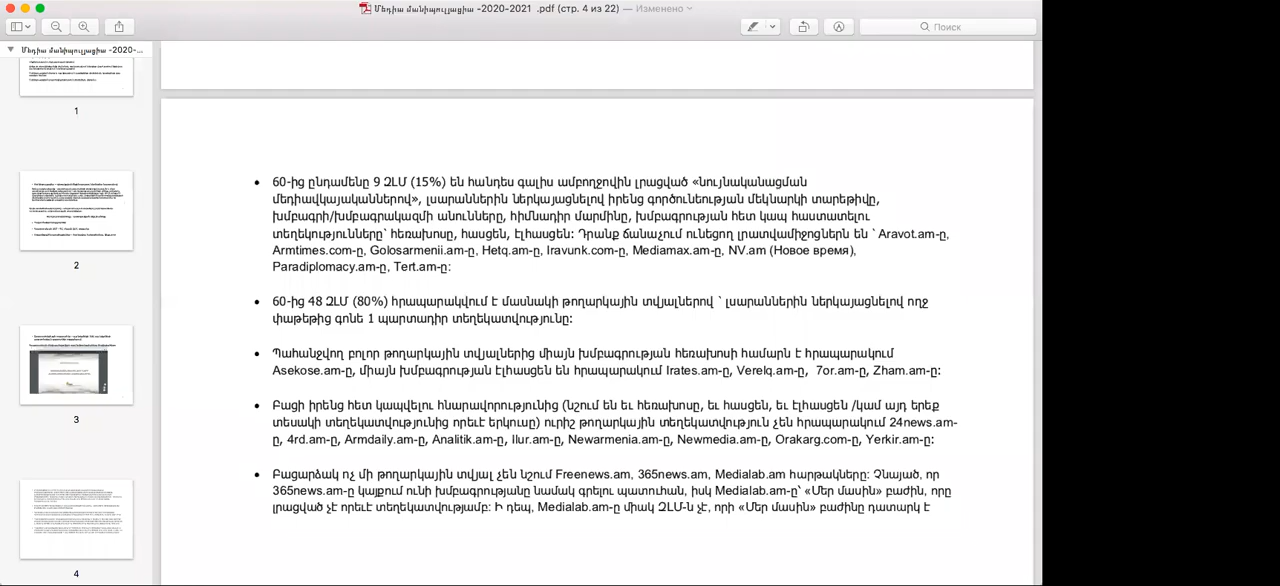 Մեդիա մանիպուլյացիա -2020-2021 .pdf (стр. 4 из 22) — Изменено
Поиск
Մեդիա մանիպուլյացիա -2020-...
1
2
3
4
• 60-ից ընդամենը 9 ԶԼՄ (15%) են հանդես գալիս ամբողջովին լրացված «նույնականացման
մեդիավկայականներով», լսարաններին ներկայացնելով իրենց գործունեության մեկնարկի տարեթիվը,
խմբագրի/խմբագրակազմի անունները, հիմնադիր մարմինը, խմբագրության հետ կապ հաստատելու
տեղեկությունները՝ հեռախոսը, հասցեն, էլհասցեն: Դրանք ճանաչում ունեցող լրատվամիջոցներն են ` Aravot.am-ը,
Armtimes.com-ը, Golosarmenii.am-ը, Hetq.am-ը, Iravunk.com-ը, Mediamax.am-ը, NV.am (Новое время),
Paradiplomacy.am-ը, Tert.am-ը:
• 60-ից 48 ԶԼՄ (80%) հրապարակվում է մասնակի թողարկային տվյալներով ` լսարաններին ներկայացնելով ողջ
փաթեթից գոնե 1 պարտադիր տեղեկատվությունը:
• Պահանջվող բոլոր թողարկային տվյալներից միայն խմբագրության հեռախոսի համարն է հրապարակում
Asekose.am-ը, միայն խմբագրության էլհասցեն են հրապարակում Irates.am-ը, Verelq.am-ը, 7or.am-ը, Zham.am-ը:
• Բացի իրենց հետ կապվելու հնարավորությունից (նշում են եւ հեռախոսը, եւ հասցեն, եւ էլհասցեն /կամ այդ երեք
տեսակի տեղեկատվությունից որեւէ երկուսը) ուրիշ թողարկային տեղեկատվություն չեն հրապարակում 24news.am-
ը, 4rd.am-ը, Armdaily.am-ը, Analitik.am-ը, Ilur.am-ը, Newarmenia.am-ը, Newmedia.am-ը, Orakarg.com-ը, Yerkir.am-ը:
• Բացարձակ ոչ մի թողարկային տվյալ չեն նշում Freenews.am, 365news.am, Medialab.am հարթակները: Չնայած, որ
365news.am-ը կայքում ունի խմբագրությանը նամակ գրելու պատուհան, իսկ Medialab.am-ը՝ «Մեր մասին» բաժին, որը
լրացված չէ որեւէ տեղեկատվությամբ: Ի դեպ, Medialab.am-ը միակ ԶԼՄ-ն չէ, որի «Մեր մասին» բաժինը դատարկ է